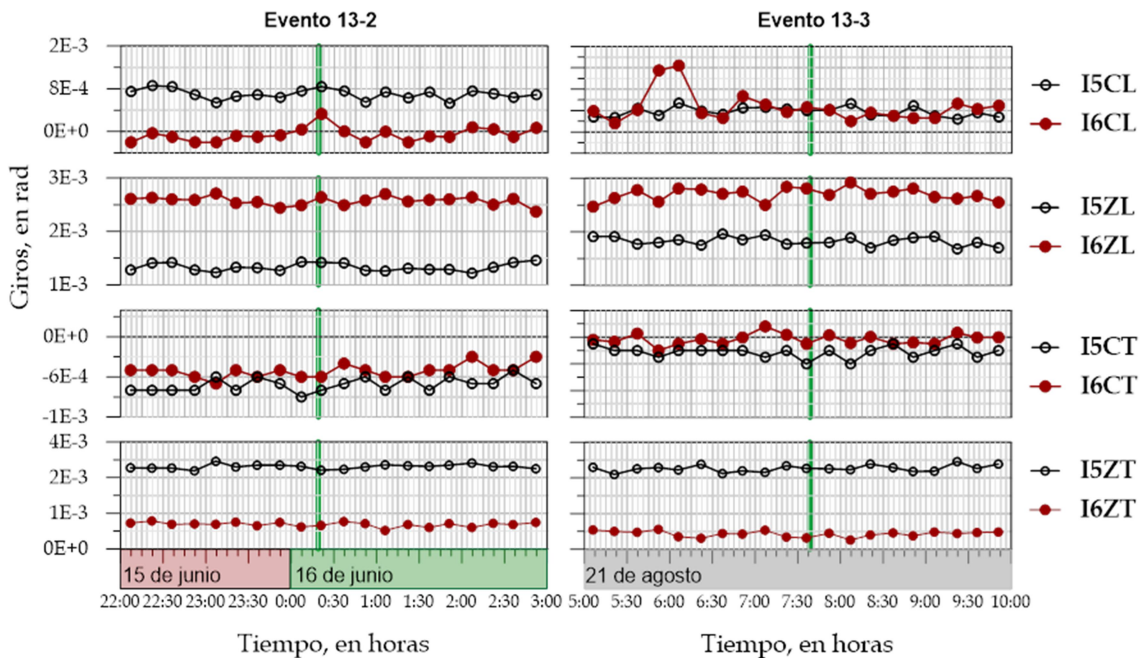 Evento 13-2
Evento 13-3
Giros, en rad
2E-3
8E-4
0E+0
I5CL
I6CL
3E-3
2E-3
1E-3
I5ZL
I6ZL
0E+0
-6E-4
-1E-3
I5CT
I6CT
4E-3
2E-3
1E-3
0E+0
I5ZT
I6ZT
15 de junio
16 de junio
21 de agosto
22:00 22:30 23:00 23:30 0:00 0:30 1:00 1:30 2:00 2:30 3:00
5:00 5:30 6:00 6:30 7:00 7:30 8:00 8:30 9:00 9:30 10:00
Tiempo, en horas
Tiempo, en horas